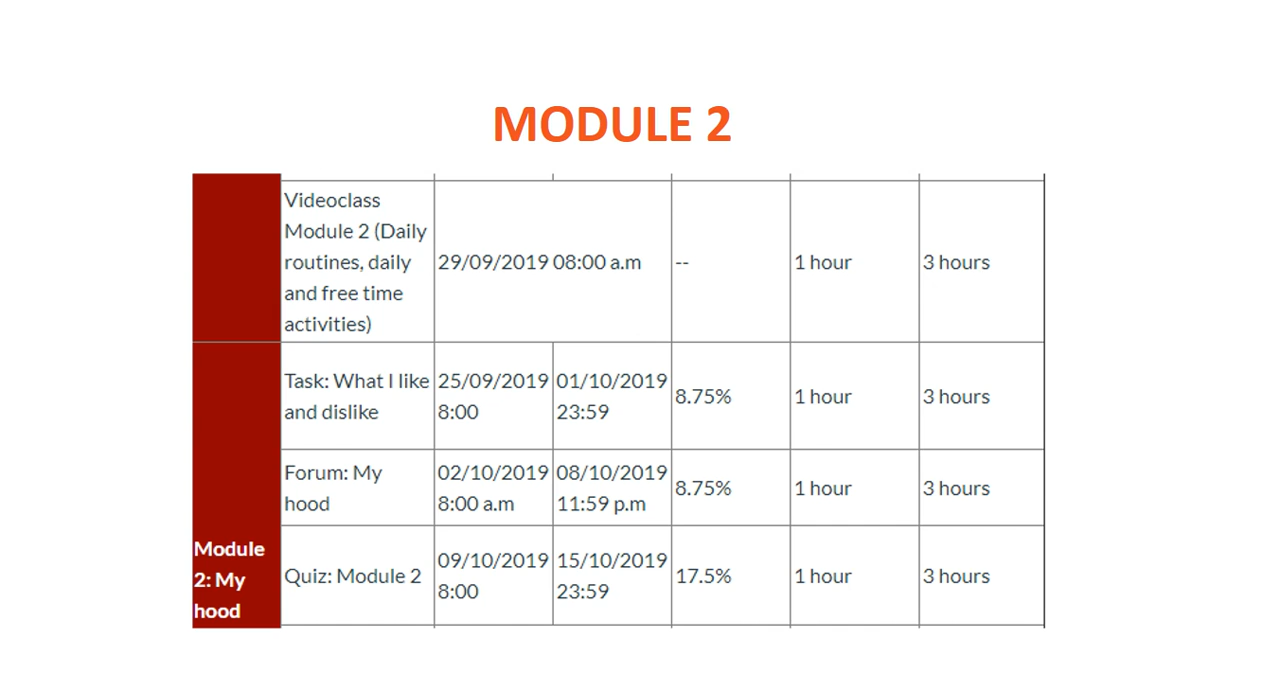 MODULE 2
Videoclass
Module 2 (Daily
routines, daily
and free time
activities)
29/09/2019 08:00 a.m
--
1 hour
3 hours
Module
2: My
hood
Task: What I like
and dislike
25/09/2019
8:00
01/10/2019
23:59
8.75%
1 hour
3 hours
Forum: My
hood
02/10/2019
8:00 a.m
08/10/2019
11:59 p.m
8.75%
1 hour
3 hours
Quiz: Module 2
09/10/2019
8:00
15/10/2019
23:59
17.5%
1 hour
3 hours